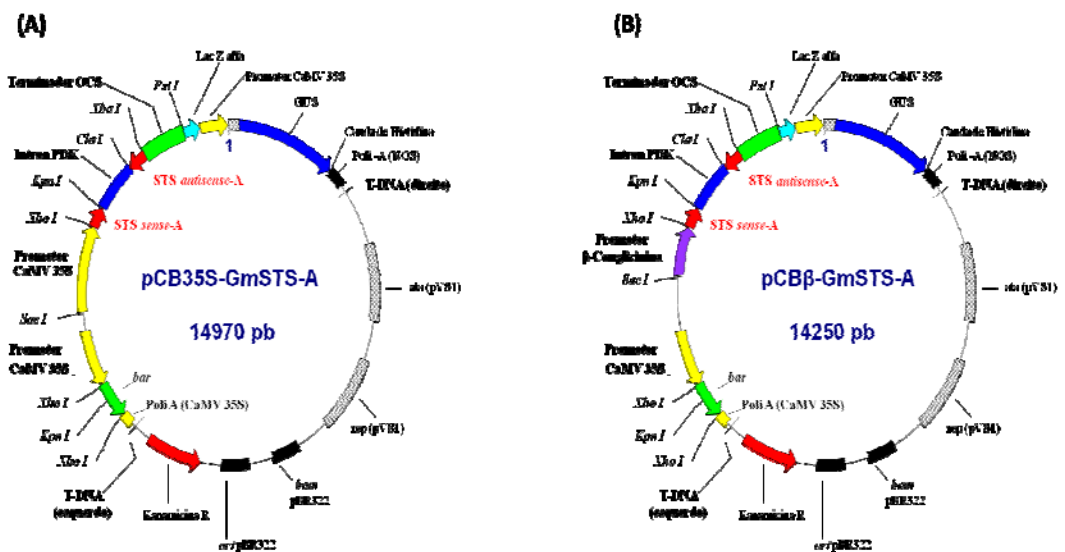 (A)
Lac Z alfa
Promotor CaMV 35S
GUS
Pst I
Terminador OCS
Xba I
Cla I
Intron PDK
Kpn I
Xho I
Promotor
CaMV 35S
Sac I
Promotor
CaMV 35S
Xho I
Kpn I
Xho I
T-DNA
(esquerdo)
Kanamicina R
ori pBR322
bom
pBR322
rep (pVS1)
sta (pVS1)
T-DNA (direito)
Poli-A (NOS)
Cauda de Histidina
1
STS antisense-A
STS sense-A
pCB35S-GmSTS-A
14970 pb
bar
Poli A (CaMV 35S)
(B)
Lac Z alfa
Promotor CaMV 35S
GUS
Pst I
Terminador OCS
Xba I
Cla I
Intron PDK
Kpn I
Xho I
Promotor
β-Conglicinina
Sac I
Promotor
CaMV 35S
Xho I
Kpn I
Xho I
T-DNA
(esquerdo)
Kanamicina R
ori pBR322
bom
pBR322
rep (pVS1)
sta (pVS1)
T-DNA (direito)
Poli-A (NOS)
Cauda de Histidina
1
STS antisense-A
STS sense-A
pCBβ-GmSTS-A
14250 pb
bar
Poli A (CaMV 35S)